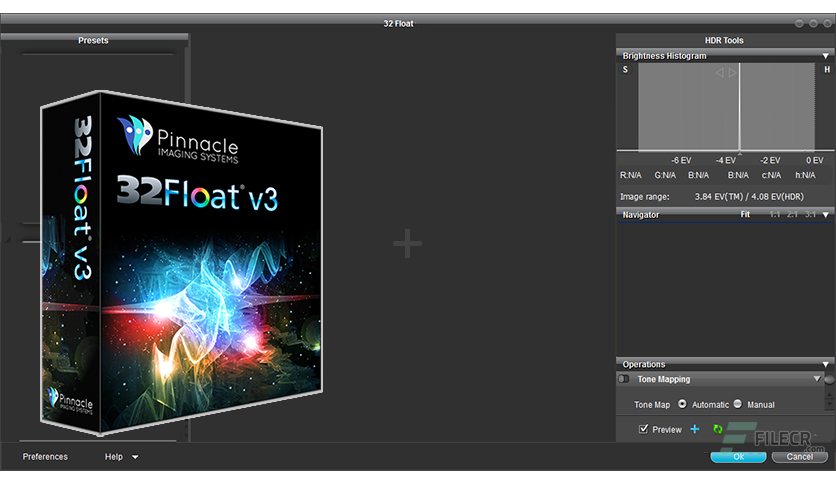 32 Float
Presets
HDR Tools
Brightness Histogram
S
H
-6 EV -4 EV -2 EV 0 EV
R:N/A G:N/A B:N/A B:N/A c:N/A h:N/A
Image range: 3.84 EV(TM) / 4.08 EV(HDR)
Navigator Fit 1:1 2:1 3:1
Pinnacle
IMAGING SYSTEMS
32Float® v3
32Float® v3
Pinnacle
IMAGING SYSTEMS
Operations
Tone Mapping
Tone Map Automatic Manual
Preview
FILECR
.com
Preferences Help
Ok Cancel